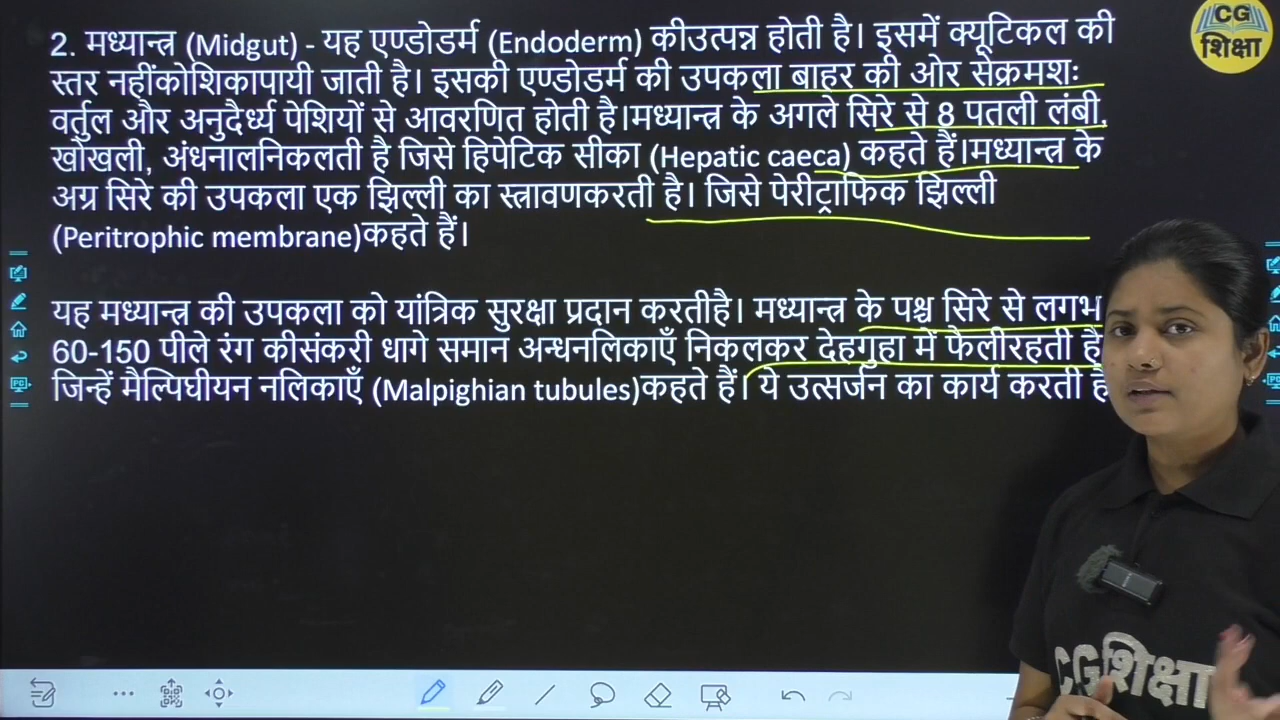 2. मध्यान्त्र (Midgut) - यह एण्डोडर्म (Endoderm) कीउत्पन्न होती है। इसमें क्यूटिकल की
स्तर नहींकोशिकापायी जाती है। इसकी एण्डोडर्म की उपकला बाहर की ओर सेक्रमशः
वर्तुल और अनुदैर्ध्य पेशियों से आवरणित होती है।मध्यान्त्र के अगले सिरे से 8 पतली लंबी,
खोखली, अंधनालनिकलती है जिसे हिपेटिक सीका (Hepatic caeca) कहते हैं।मध्यान्त्र के
अग्र सिरे की उपकला एक झिल्ली का स्त्रावणकरती है। जिसे पेरीट्राफिक झिल्ली
(Peritrophic membrane)कहते हैं।
यह मध्यान्त्र की उपकला को यांत्रिक सुरक्षा प्रदान करतीहै। मध्यान्त्र के पश्च सिरे से लगभ
60-150 पीले रंग कीसंकरी धागे समान अन्धनलिकाएँ निकलकर देहगुहा में फैलीरहती है
जिन्हें मैल्पिघीयन नलिकाएँ (Malpighian tubules)कहते हैं। ये उत्सर्जन का कार्य करती है
CG
शिक्षा
CGशिक्षा